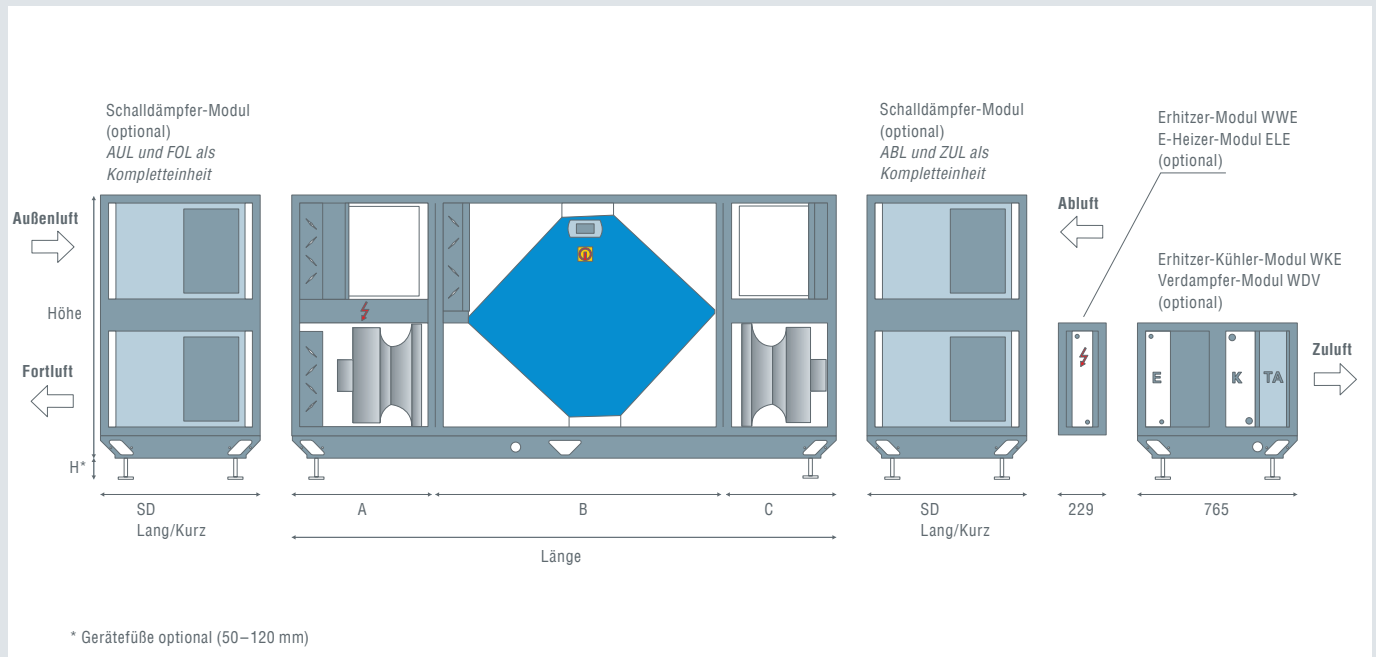 Schalldämpfer-Modul
(optional)
AUL und FOL als
Kompletteinheit
Schalldämpfer-Modul
(optional)
ABL und ZUL als
Kompletteinheit
Erhitzer-Modul WWE
E-Heizer-Modul ELE
(optional)
Außenluft
Abluft
Erhitzer-Kühler-Modul WKE
Verdampfer-Modul WDV
(optional)
Höhe
Fortluft
Zuluft
E
K
TA
H*
SD
Lang/Kurz
A
B
C
SD
Lang/Kurz
229
765
Länge
* Gerätefüße optional (50–120 mm)